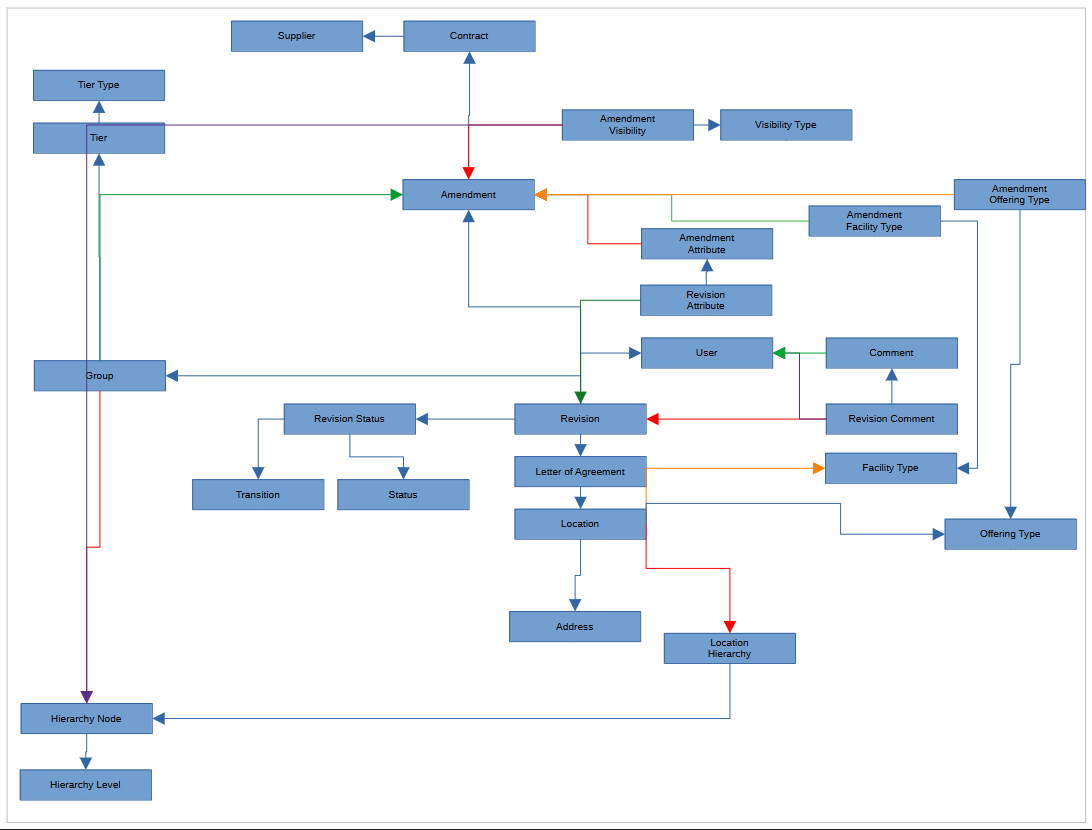 Supplier
Contract
Tier Type
Tier
Amendment
Visibility
Visibility Type
Amendment
Amendment
Offering Type
Amendment
Facility Type
Amendment
Attribute
Revision
Attribute
User
Comment
Group
Revision Status
Revision
Revision Comment
Letter of Agreement
Facility Type
Transition
Status
Location
Offering Type
Address
Location
Hierarchy
Hierarchy Node
Hierarchy Level